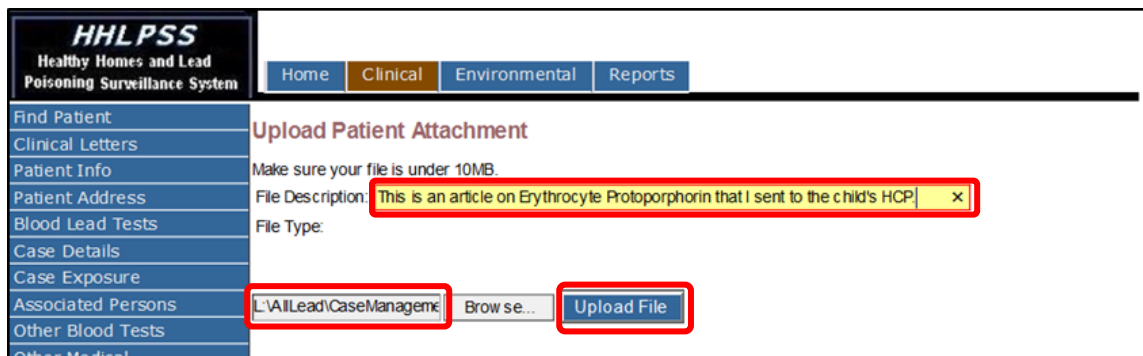 HHLPSS
Healthy Homes and Lead
Poisoning Surveillance System
Home Clinical Environmental Reports
Find Patient
Clinical Letters
Patient Info
Patient Address
Blood Lead Tests
Case Details
Case Exposure
Associated Persons
Other Blood Tests
Other Medical
Upload Patient Attachment
Make sure your file is under 10MB.
File Description: This is an article on Erythrocyte Protoporphorin that I sent to the child's HCP. ×
File Type:
L:\AllLead\CaseManageme Browse... Upload File